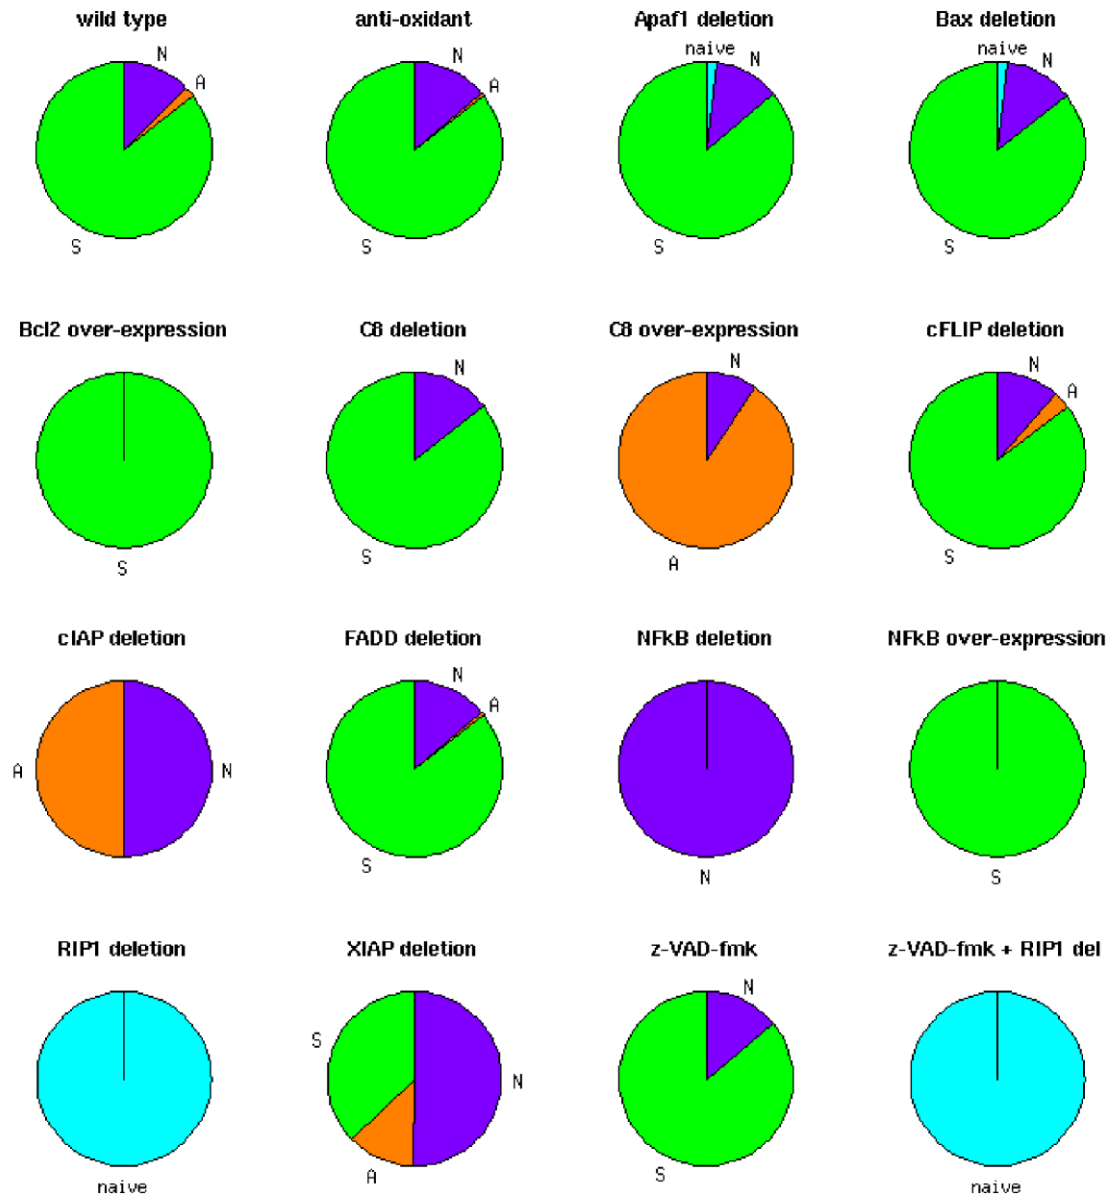 wild type
anti-oxidant
Apaf1 deletion
Bax deletion
N
A
S
N
A
S
naive
N
S
naive
N
S
Bcl2 over-expression
C8 deletion
C8 over-expression
cFLIP deletion
S
N
S
N
A
N
A
S
cIAP deletion
FADD deletion
NFkB deletion
NFkB over-expression
A
N
N
A
S
N
S
RIP1 deletion
XIAP deletion
z-VAD-fmk
z-VAD-fmk + RIP1 del
naive
S
N
A
N
S
naive